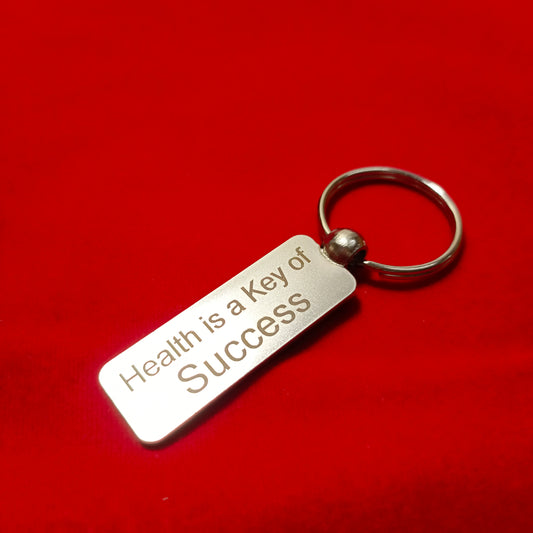 Health is a Key of
Success